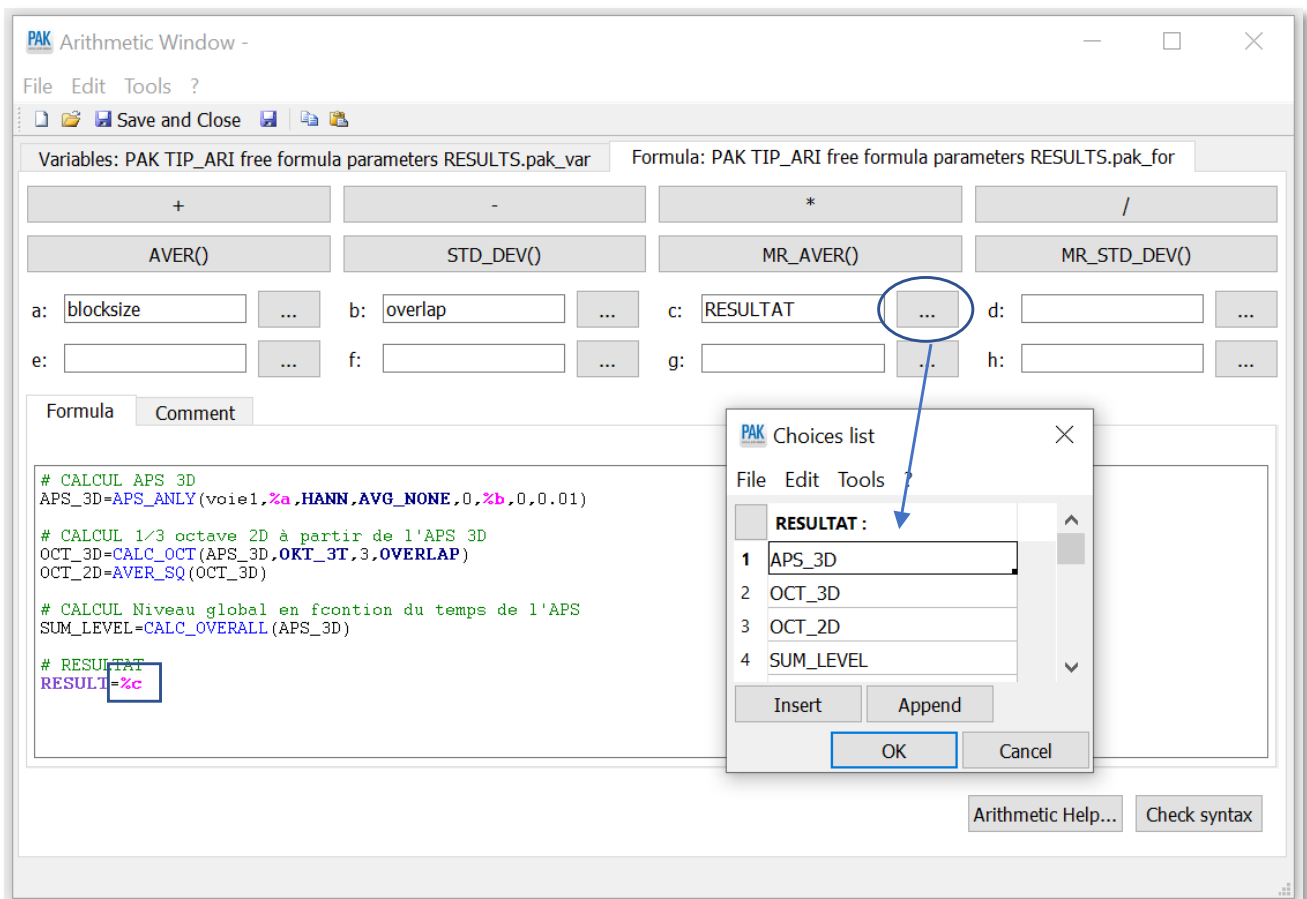 PAK Arithmetic Window -
File Edit Tools ?
Save and Close
Variables: PAK TIP_ARI free formula parameters RESULTS.pak_var Formula: PAK TIP_ARI free formula parameters RESULTS.pak_for
+ - * /
AVER() STD_DEV() MR_AVER() MR_STD_DEV()
a: blocksize ... b: overlap ... c: RESULTAT ... d: ...
e: ... f: ... g: ... h: ...
Formula Comment
# CALCUL APS 3D
APS_3D=APS_ANLY(voie1,%a,HANN,AVG_NONE,0,%b,0,0.01)
# CALCUL 1/3 octave 2D à partir de l'APS 3D
OCT_3D=CALC_OCT(APS_3D,OKT_3T,3,OVERLAP)
OCT_2D=AVER_SQ(OCT_3D)
# CALCUL Niveau global en fcontion du temps de l'APS
SUM_LEVEL=CALC_OVERALL(APS_3D)
# RESULTAT
RESULT=%c
PAK Choices list
File Edit Tools ?
RESULTAT :
1 APS_3D
2 OCT_3D
3 OCT_2D
4 SUM_LEVEL
Insert Append
OK Cancel
Arithmetic Help... Check syntax